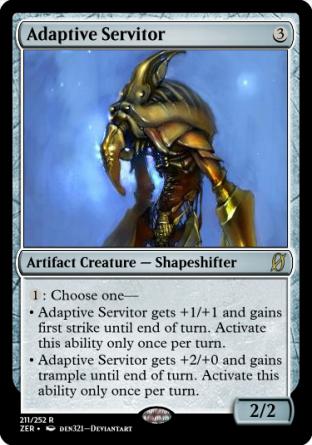 Adaptive Servitor 3
Artifact Creature — Shapeshifter
1: Choose one—
• Adaptive Servitor gets +1/+1 and gains
first strike until end of turn. Activate
this ability only once per turn.
• Adaptive Servitor gets +2/+0 and gains
trample until end of turn. Activate this
ability only once per turn.
2/2
211/252 R
ZER • DEN321—DEVIANTART